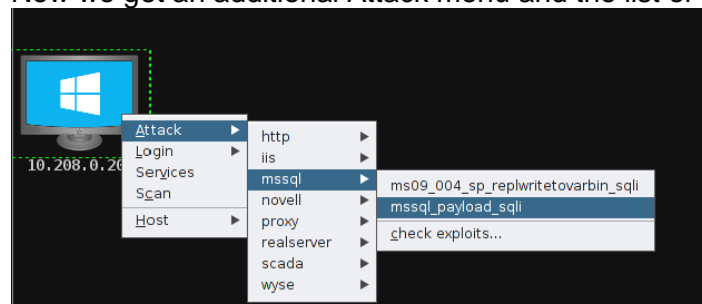 Now we get an additional Attack menu and the list of
10.208.0.20
Attack
Login
Services
Scan
Host
http
iis
mssql
novell
proxy
realserver
scada
wyse
ms09_004_sp_replwritetovarbin_sqli
mssql_payload_sqli
check exploits...